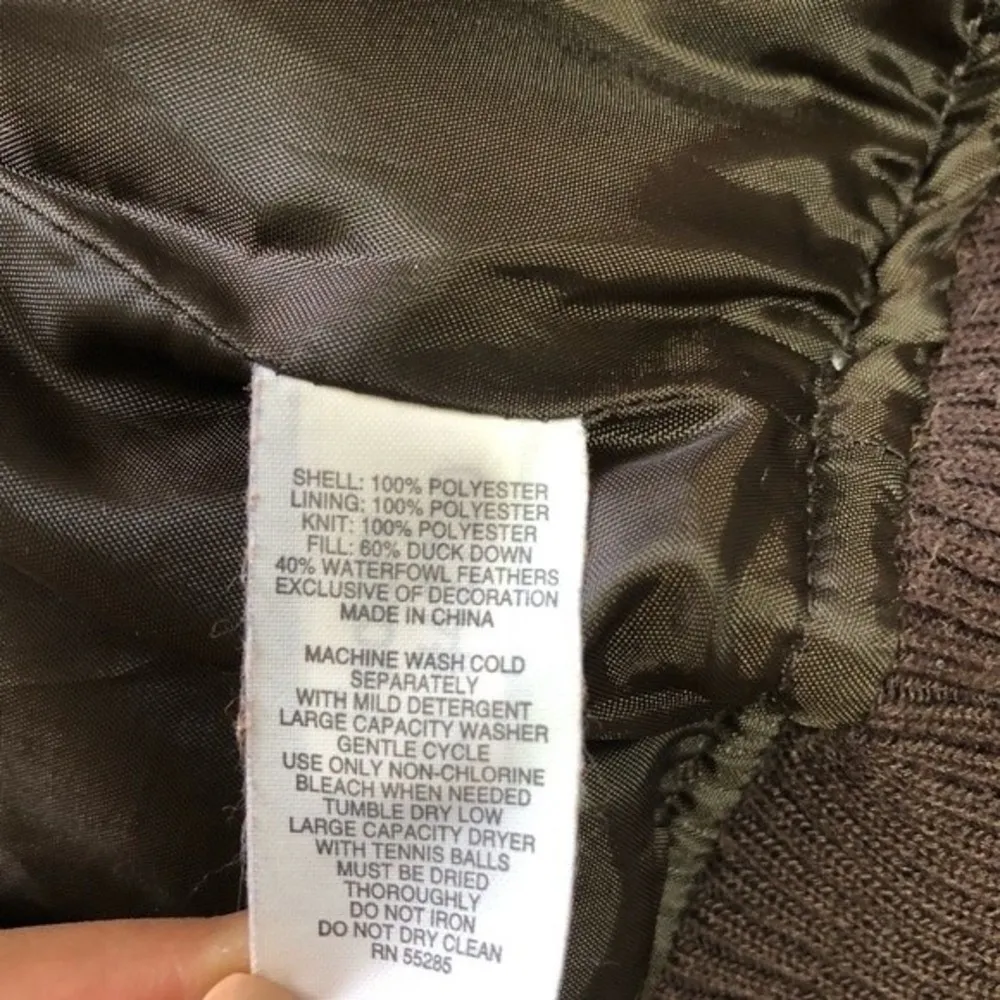 SHELL: 100% POLYESTER
LINING: 100% POLYESTER
KNIT: 100% POLYESTER
FILL: 60% DUCK DOWN
40% WATERFOWL FEATHERS
EXCLUSIVE OF DECORATION
MADE IN CHINA
MACHINE WASH COLD
SEPARATELY
WITH MILD DETERGENT
LARGE CAPACITY WASHER
GENTLE CYCLE
USE ONLY NON-CHLORINE
BLEACH WHEN NEEDED
TUMBLE DRY LOW
LARGE CAPACITY DRYER
WITH TENNIS BALLS
MUST BE DRIED
THOROUGHLY
DO NOT IRON
DO NOT DRY CLEAN
RN 55285